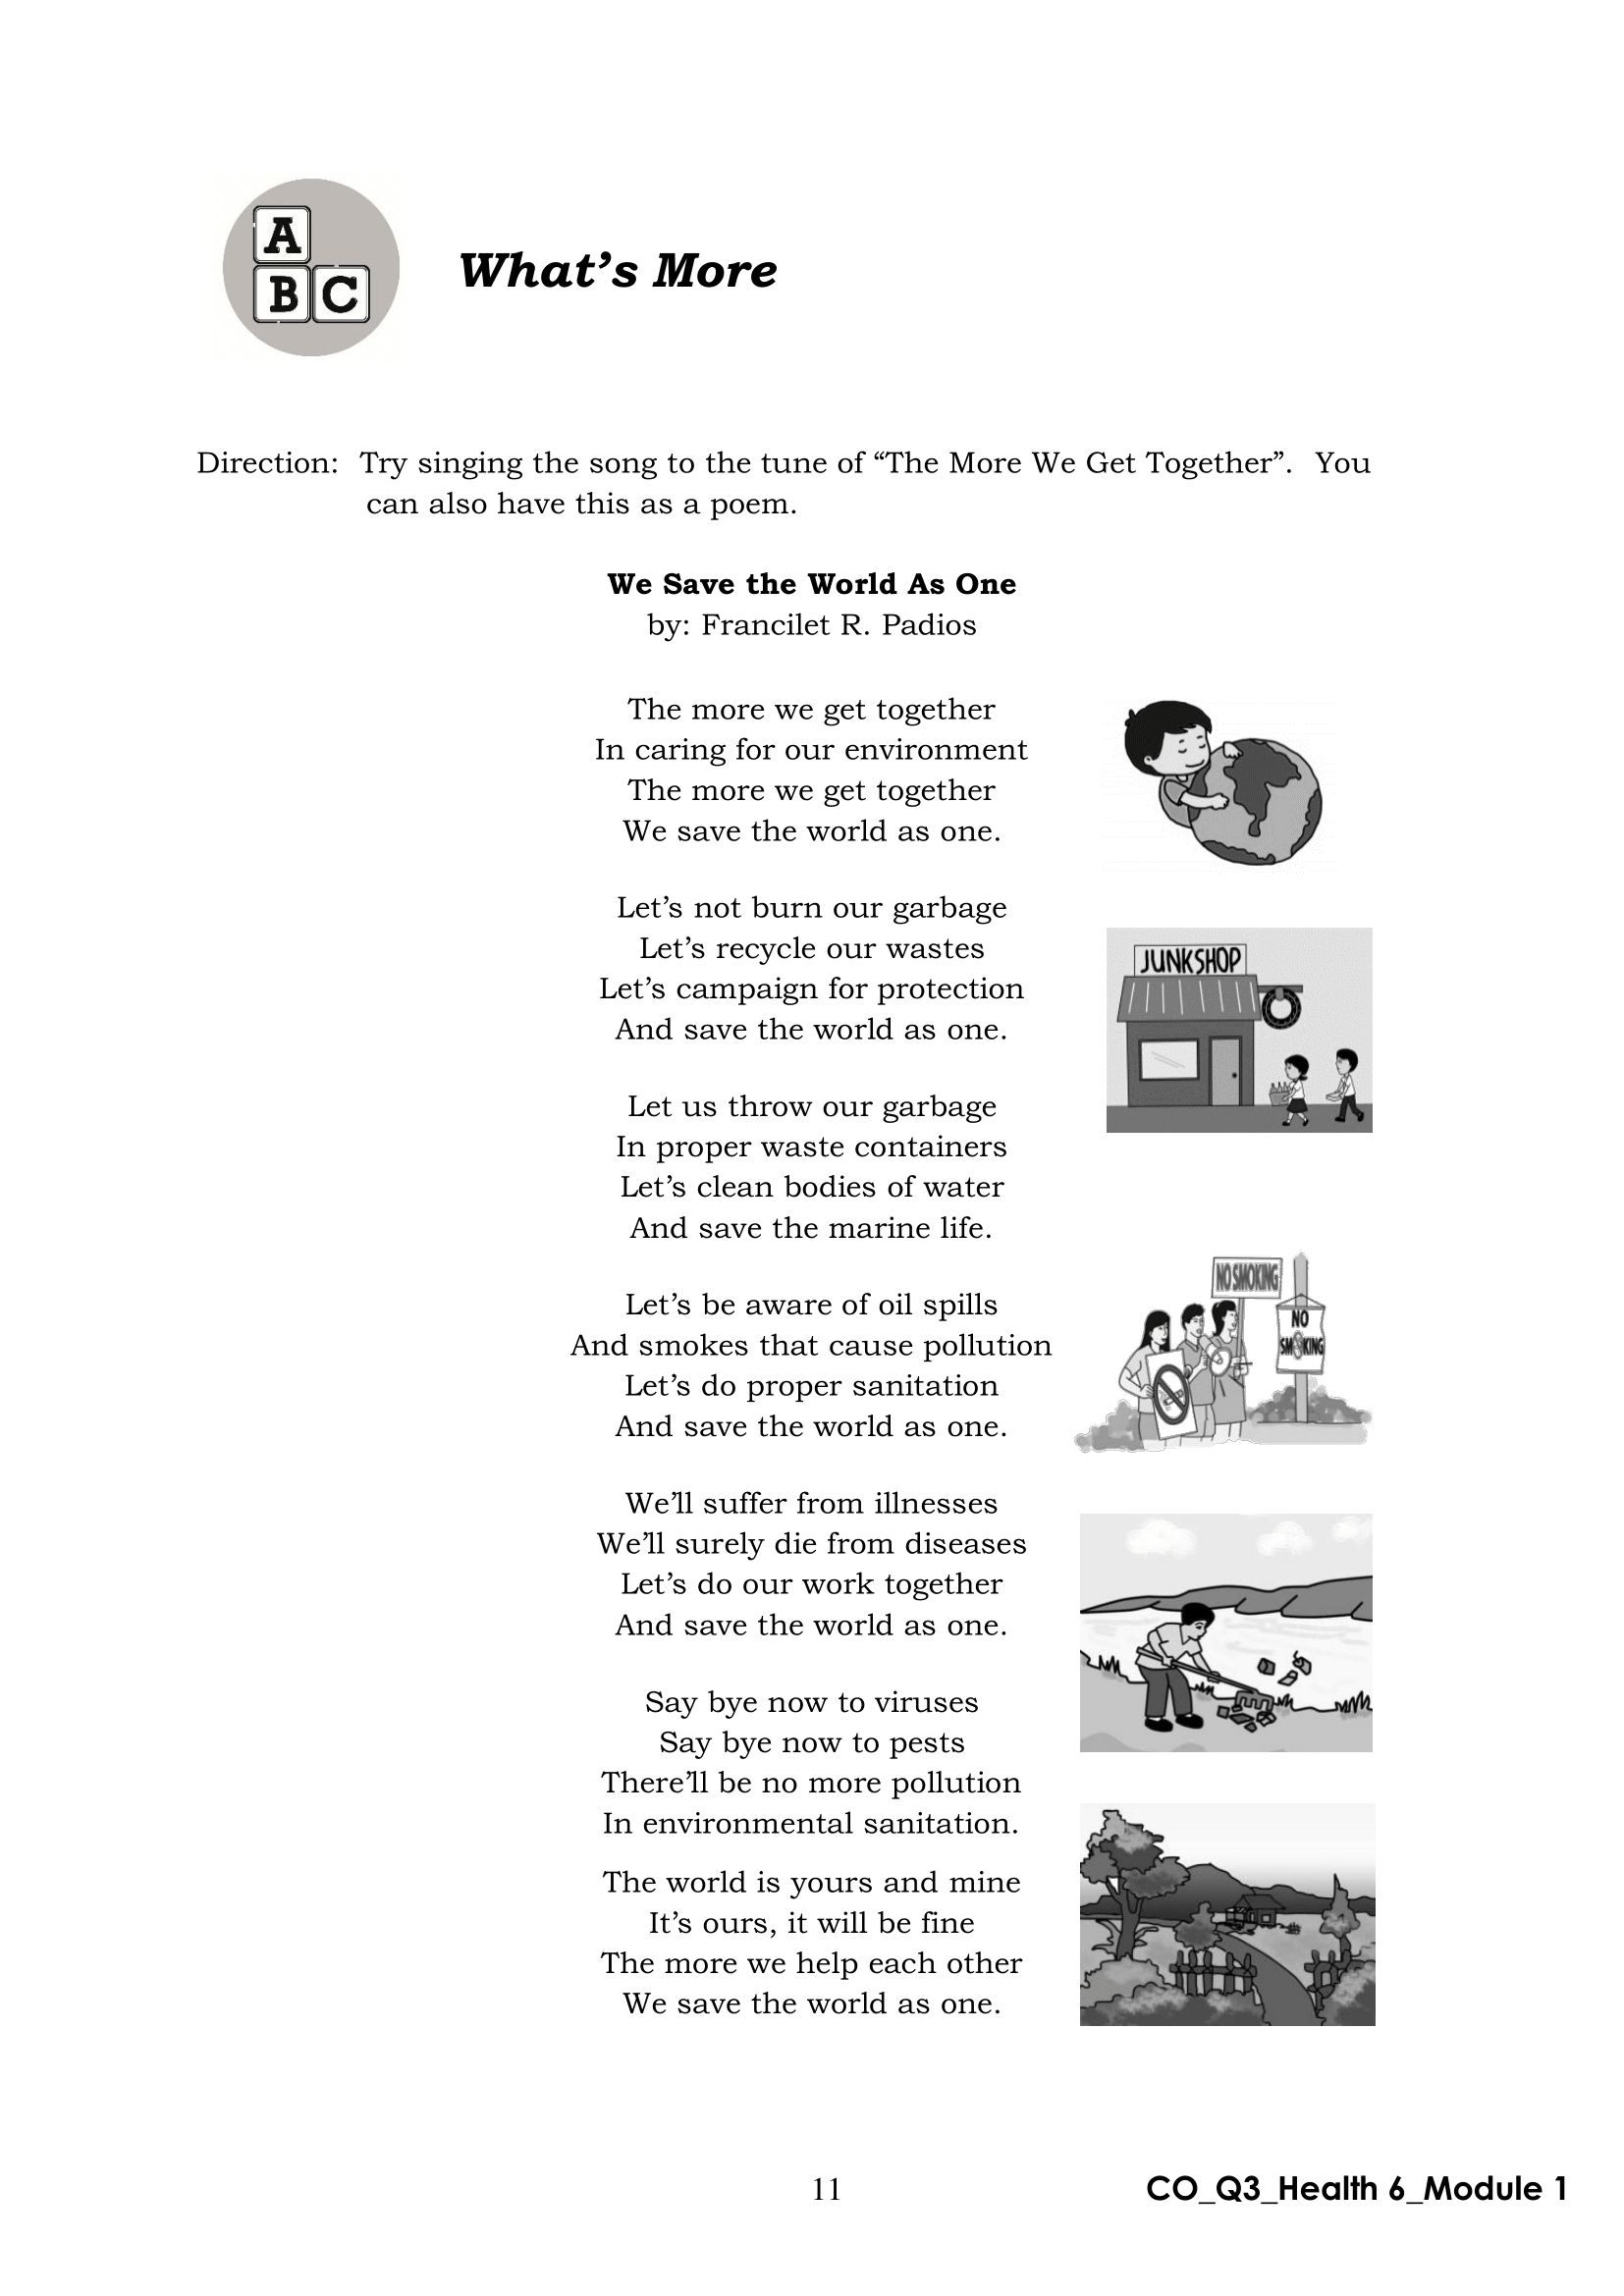 A
B C
What's More
Direction: Try singing the song to the tune of “The More We Get Together”. You
can also have this as a poem.
We Save the World As One
by: Francilet R. Padios
The more we get together
In caring for our environment
The more we get together
We save the world as one.
Let’s not burn our garbage
Let’s recycle our wastes
Let’s campaign for protection
And save the world as one.
JUNKSHOP
Let us throw our garbage
In proper waste containers
Let’s clean bodies of water
And save the marine life.
Let’s be aware of oil spills
And smokes that cause pollution
Let’s do proper sanitation
And save the world as one.
NO SMOKING
NO
SMOKING
We’ll suffer from illnesses
We’ll surely die from diseases
Let’s do our work together
And save the world as one.
Say bye now to viruses
Say bye now to pests
There’ll be no more pollution
In environmental sanitation.
The world is yours and mine
It’s ours, it will be fine
The more we help each other
We save the world as one.
11
CO_Q3_Health 6_Module 1